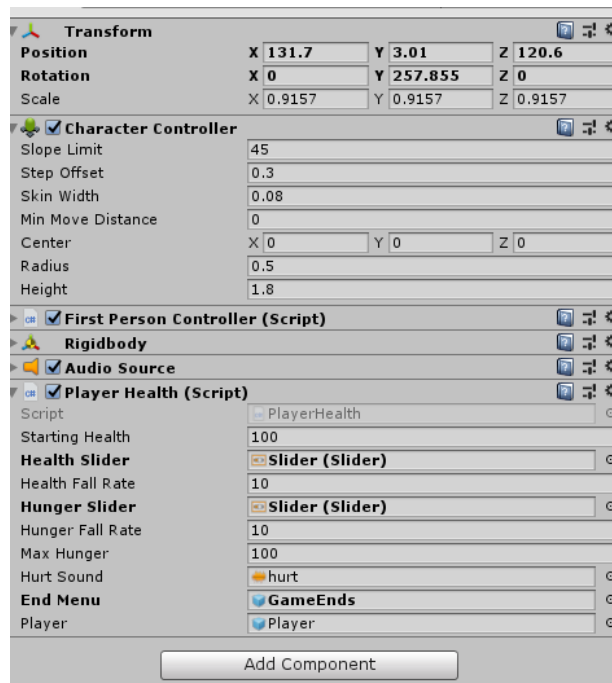 Transform
Position X 131.7 Y 3.01 Z 120.6
Rotation X 0 Y 257.855 Z 0
Scale X 0.9157 Y 0.9157 Z 0.9157
Character Controller
Slope Limit 45
Step Offset 0.3
Skin Width 0.08
Min Move Distance 0
Center X 0 Y 0 Z 0
Radius 0.5
Height 1.8
c# First Person Controller (Script)
Rigidbody
Audio Source
c# Player Health (Script)
Script PlayerHealth
Starting Health 100
Health Slider Slider (Slider)
Health Fall Rate 10
Hunger Slider Slider (Slider)
Hunger Fall Rate 10
Max Hunger 100
Hurt Sound hurt
End Menu GameEnds
Player Player
Add Component